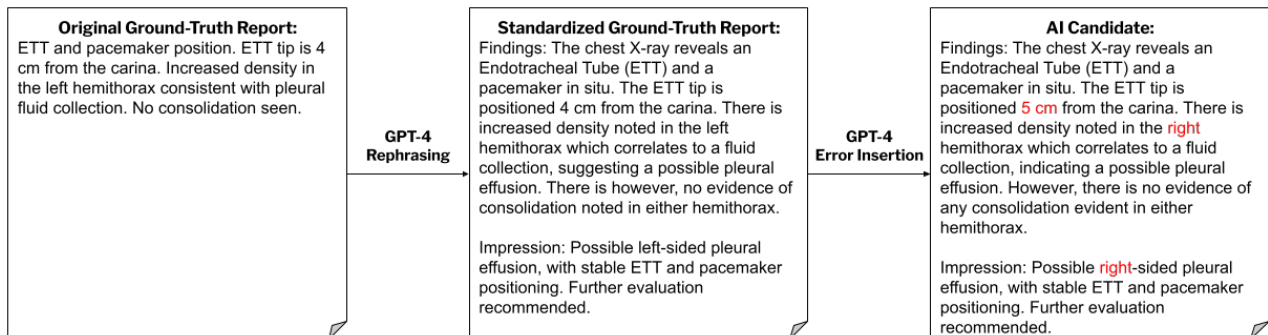 Original Ground-Truth Report:
ETT and pacemaker position. ETT tip is 4
cm from the carina. Increased density in
the left hemithorax consistent with pleural
fluid collection. No consolidation seen.
GPT-4
Rephrasing
Standardized Ground-Truth Report:
Findings: The chest X-ray reveals an
Endotracheal Tube (ETT) and a
pacemaker in situ. The ETT tip is
positioned 4 cm from the carina. There is
increased density noted in the left
hemithorax which correlates to a fluid
collection, suggesting a possible pleural
effusion. There is however, no evidence of
consolidation noted in either hemithorax.
Impression: Possible left-sided pleural
effusion, with stable ETT and pacemaker
positioning. Further evaluation
recommended.
GPT-4
Error Insertion
AI Candidate:
Findings: The chest X-ray reveals an
Endotracheal Tube (ETT) and a
pacemaker in situ. The ETT tip is
positioned 5 cm from the carina. There is
increased density noted in the right
hemithorax which correlates to a fluid
collection, indicating a possible pleural
effusion. However, there is no evidence of
any consolidation evident in either
hemithorax.
Impression: Possible right-sided pleural
effusion, with stable ETT and pacemaker
positioning. Further evaluation
recommended.